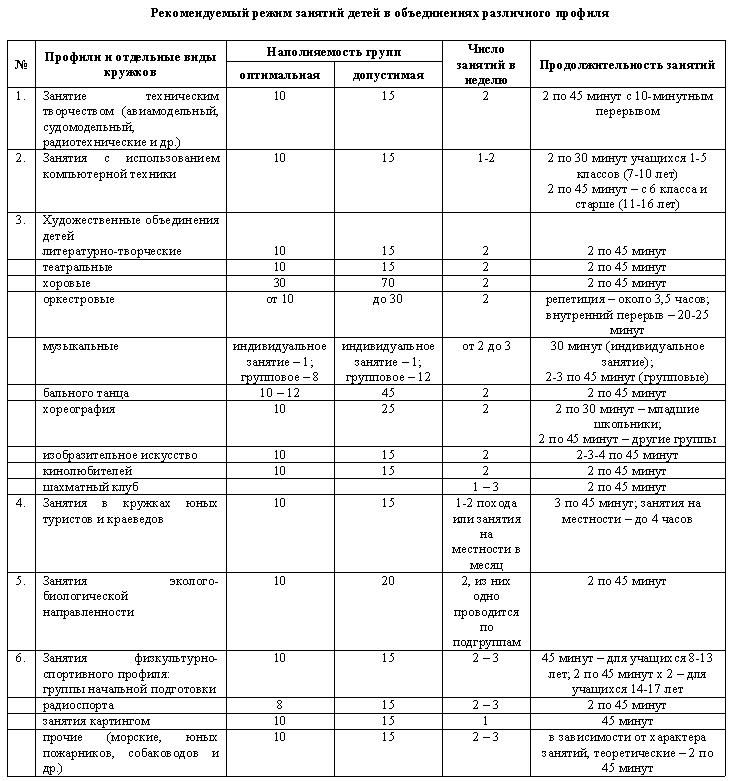 Рекомендуемый режим занятий детей в объединениях различного профиля
№ Профили и отдельные виды кружков Наполняемость групп Число занятий в неделю Продолжительность занятий
оптимальная допустимая
1. Занятие техническим 10 15 2 2 по 45 минут с 10-минутным
творчеством (авиамодельный, перерывом
судомодельный,
радиотехнические и др.)
2. Занятия с использованием 10 15 1-2 2 по 30 минут учащихся 1-5
компьютерной техники классов (7-10 лет)
2 по 45 минут – с 6 класса и
старше (11-16 лет)
3. Художественные объединения
детей
литературно-творческие 10 15 2 2 по 45 минут
театральные 10 15 2 2 по 45 минут
хоровые 30 70 2 2 по 45 минут
оркестровые от 10 до 30 2 репетиция – около 3,5 часов;
внутренний перерыв – 20-25
минут
музыкальные индивидуальное индивидуальное от 2 до 3 30 минут (индивидуальное
занятие – 1; занятие – 1; занятие);
групповое – 8 групповое – 12 2-3 по 45 минут (групповые)
бального танца 10 – 12 45 2 2 по 45 минут
хореография 10 25 2 2 по 30 минут – младшие
школьники;
2 по 45 минут – другие группы
изобразительное искусство 10 15 2 2-3-4 по 45 минут
кинолюбителей 10 15 2 2 по 45 минут
шахматный клуб 1 – 3 2 по 45 минут
4. Занятия в кружках юных 10 15 1-2 похода 3 по 45 минут; занятия на
туристов и краеведов или занятия местности – до 4 часов
на
местности в
месяц
5. Занятия эколого- 10 20 2, из них 2 по 45 минут
биологической одно
направленности проводится
по
подгруппам
6. Занятия физкультурно- 10 15 2 – 3 45 минут – для учащихся 8-13
спортивного профиля: лет; 2 по 45 минут х 2 – для
группы начальной подготовки учащихся 14-17 лет
радиоспорта 8 15 2 – 3 2 по 45 минут
занятия картингом 10 15 1 45 минут
прочие (морские, юных 10 15 2 – 3 в зависимости от характера
пожарников, собаководов и занятий, теоретические – 2 по
др.) 45 минут